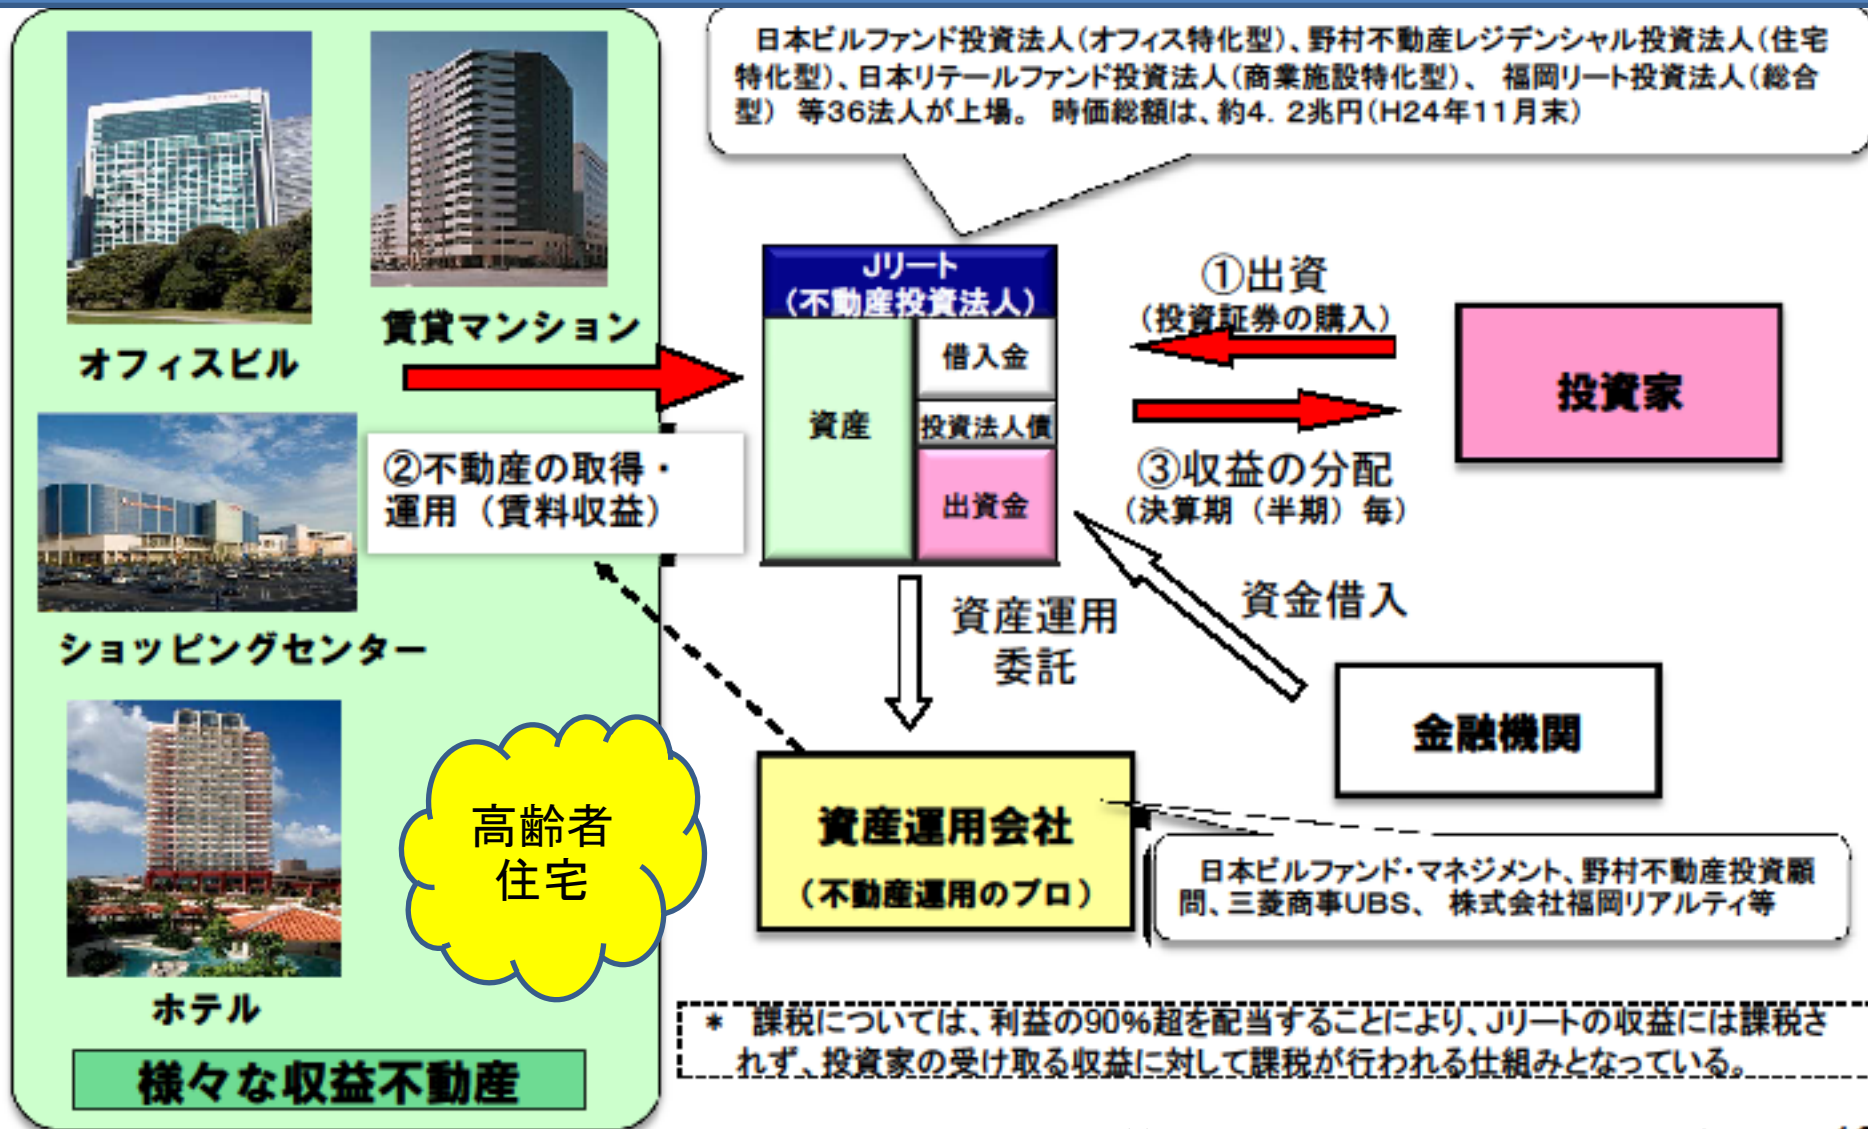 日本ビルファンド投資法人(オフィス特化型)、野村不動産レジデンシャル投資法人(住宅
特化型)、日本リテールファンド投資法人(商業施設特化型)、 福岡リート投資法人(総合
型) 等36法人が上場。 時価総額は、約4. 2兆円(H24年11月末)
オフィスビル
賃貸マンション
ショッピングセンター
ホテル
高齢者
住宅
様々な収益不動産
②不動産の取得・
運用（賃料収益）
Jリート
(不動産投資法人)
資産
借入金
投資法人債
出資金
①出資
(投資証券の購入)
投資家
③収益の分配
(決算期（半期）毎)
資産運用
委託
資金借入
金融機関
資産運用会社
(不動産運用のプロ)
日本ビルファンド・マネジメント、野村不動産投資顧
問、三菱商事UBS、 株式会社福岡リアルティ等
* 課税については、利益の90%超を配当することにより、Jリートの収益には課税さ
れず、投資家の受け取る収益に対して課税が行われる仕組みとなっている。